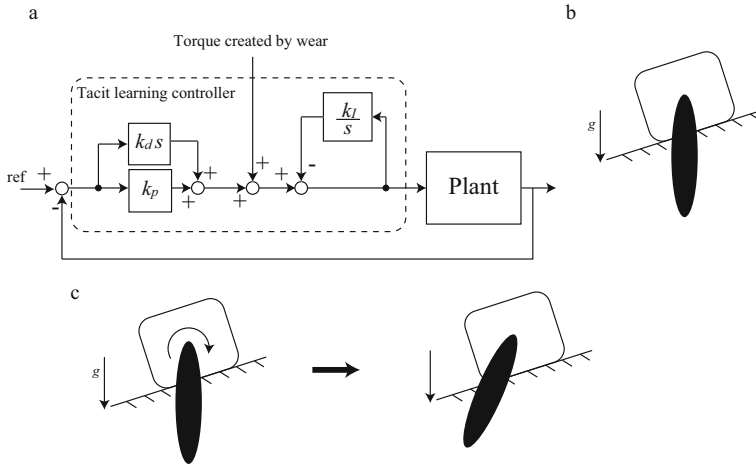 a
b
Torque created by wear
Tacit learning controller
k_I
s
k_d s
g
ref
+
-
k_p
+
+
+
+
+
-
Plant
c
g